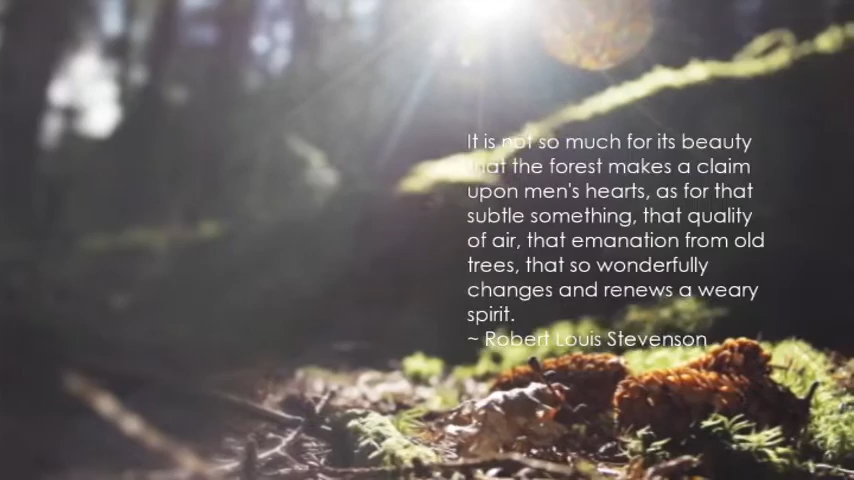 It is not so much for its beauty
that the forest makes a claim
upon men's hearts, as for that
subtle something, that quality
of air, that emanation from old
trees, that so wonderfully
changes and renews a weary
spirit.
~ Robert Louis Stevenson